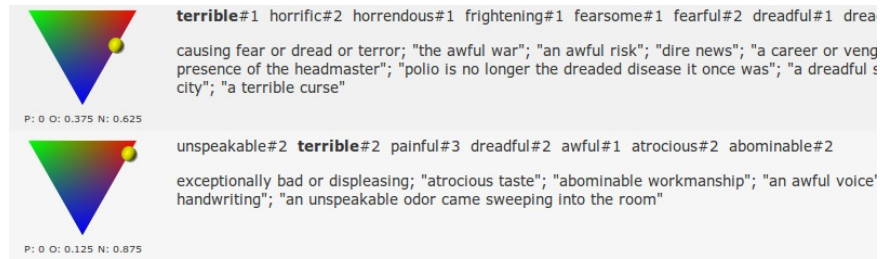 terrible#1 horrific#2 horrendous#1 frightening#1 fearsome#1 fearful#2 dreadful#1
causing fear or dread or terror; "the awful war"; "an awful risk"; "dire news"; "a career or
presence of the headmaster"; "polio is no longer the dreaded disease it once was"; "a dreadful
city"; "a terrible curse"
P: 0 O: 0.375 N: 0.625
unspeakable#2 terrible#2 painful#3 dreadful#2 awful#1 atrocious#2 abominable#2
exceptionally bad or displeasing; "atrocious taste"; "abominable workmanship"; "an awful voice"
handwriting"; "an unspeakable odor came sweeping into the room"
P: 0 O: 0.125 N: 0.875